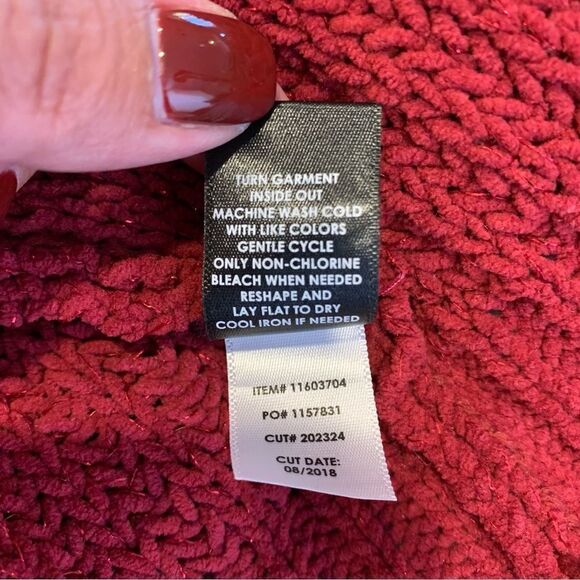 TURN GARMENT
INSIDE OUT
MACHINE WASH COLD
WITH LIKE COLORS
GENTLE CYCLE
ONLY NON-CHLORINE
BLEACH WHEN NEEDED
RESHAPE AND
LAY FLAT TO DRY
COOL IRON IF NEEDED
ITEM# 11603704
PO# 1157831
CUT# 202324
CUT DATE:
08/2018